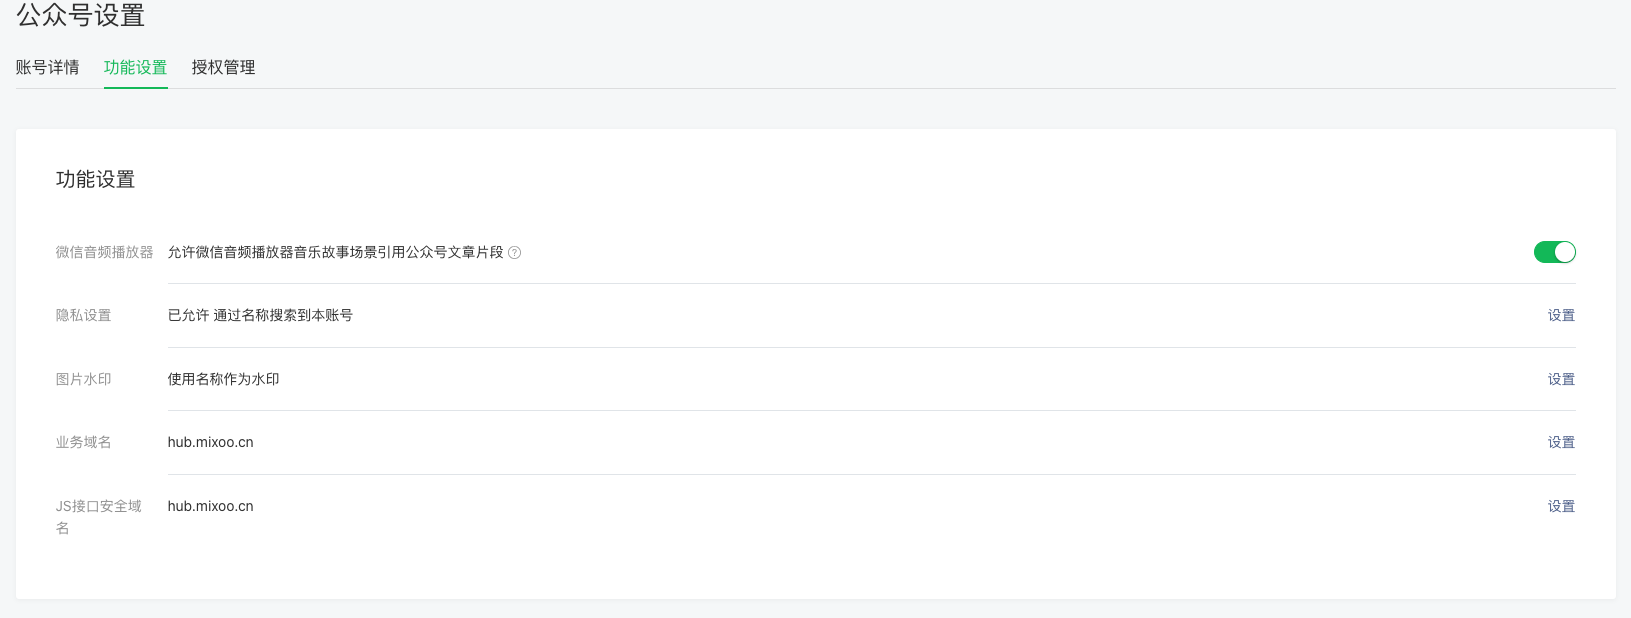 公众号设置
账号详情 功能设置 授权管理
功能设置
微信音频播放器 允许微信音频播放器音乐故事场景引用公众号文章片段 ?
隐私设置 已允许 通过名称搜索到本账号 设置
图片水印 使用名称作为水印 设置
业务域名 hub.mixoo.cn 设置
JS接口安全域 hub.mixoo.cn 设置
名